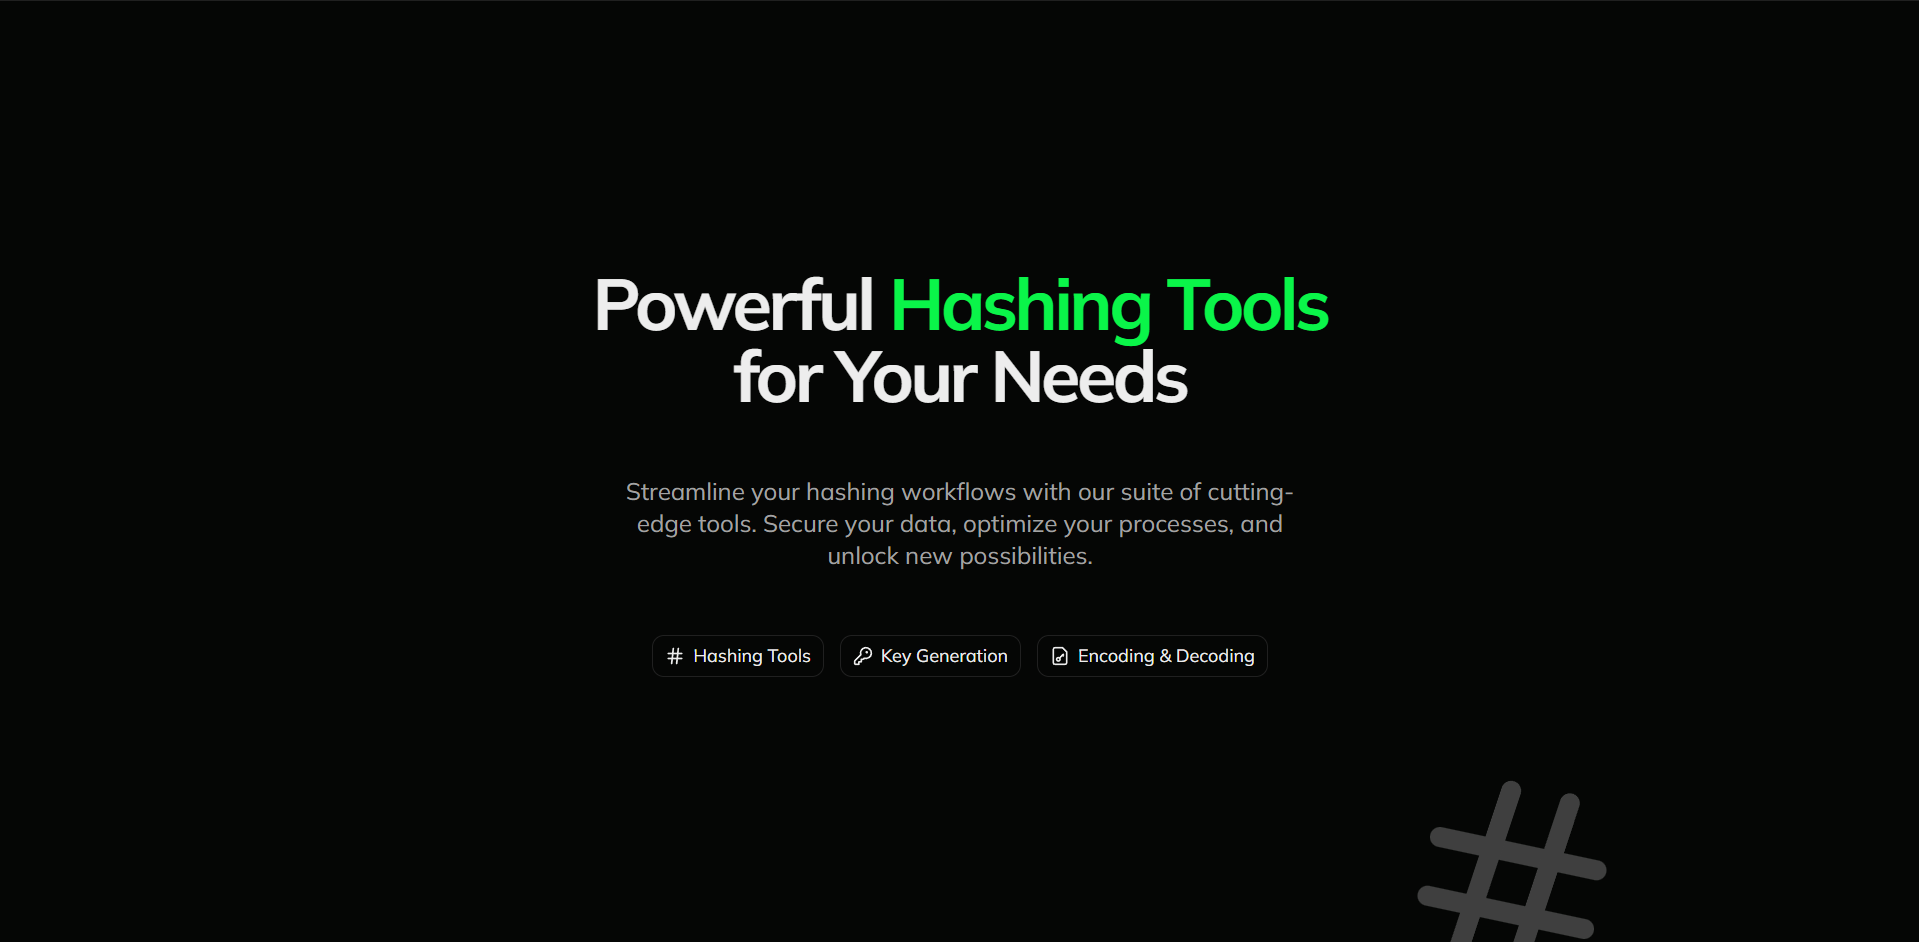 Powerful Hashing Tools
for Your Needs
Streamline your hashing workflows with our suite of cutting-
edge tools. Secure your data, optimize your processes, and
unlock new possibilities.
Hashing Tools
Key Generation
Encoding & Decoding